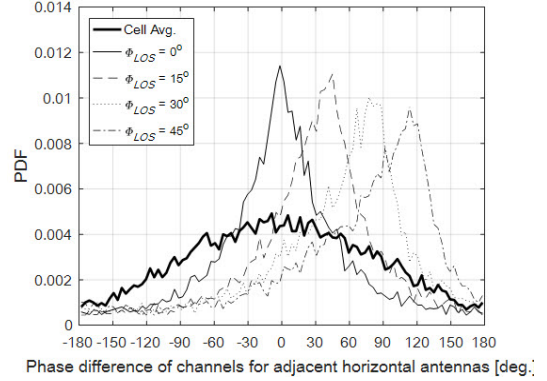 0.014
0.012
0.01
0.008
0.006
0.004
0.002
0
PDF
Cell Avg.
Φ_LOS = 0°
Φ_LOS = 15°
Φ_LOS = 30°
Φ_LOS = 45°
-180 -150 -120 -90 -60 -30 0 30 60 90 120 150 180
Phase difference of channels for adjacent horizontal antennas [deg.]